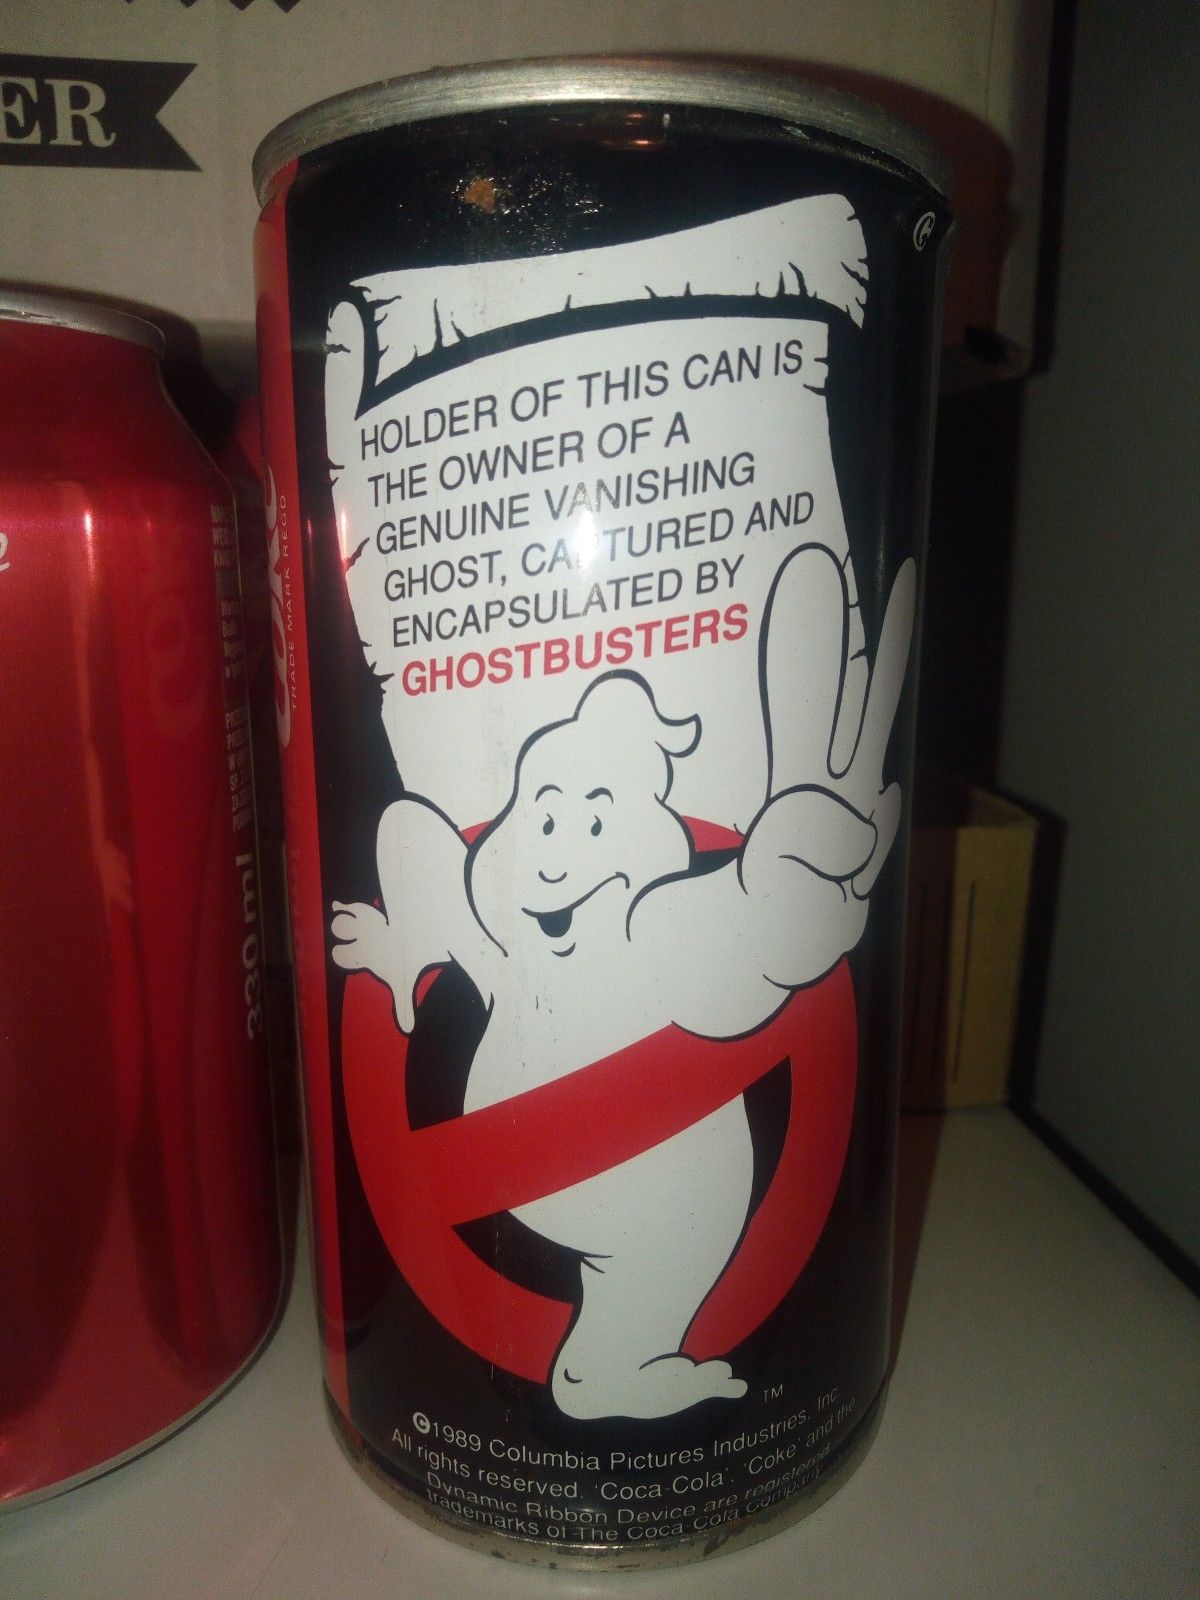 ER
HOLDER OF THIS CAN IS
THE OWNER OF A
GENUINE VANISHING
GHOST, CAPTURED AND
ENCAPSULATED BY
GHOSTBUSTERS
Coke
TRADE MARK REGD
330 ml
TM
©1989 Columbia Pictures Industries, Inc
All rights reserved. 'Coca-Cola'. 'Coke' and the
Dynamic Ribbon Device are registered
trademarks of The Coca-Cola Company